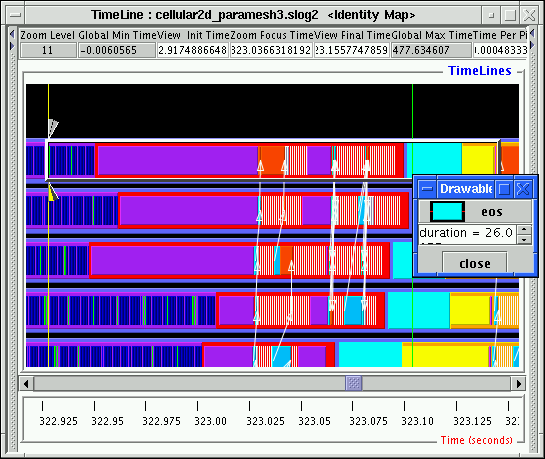 TimeLine : cellular2d_paramesh3.slog2 <Identity Map>
Zoom Level Global Min Time View Init Time Zoom Focus Time View Final Time Global Max Time Time Per Pi
11 -0.0060565 2.9174886648 323.0366318192 23.1557747859 477.634607 .00048333
TimeLines
Drawable
eos
duration = 26.0
close
322.925 322.95 322.975 323.00 323.025 323.05 323.075 323.10 323.125 323.
Time (seconds)